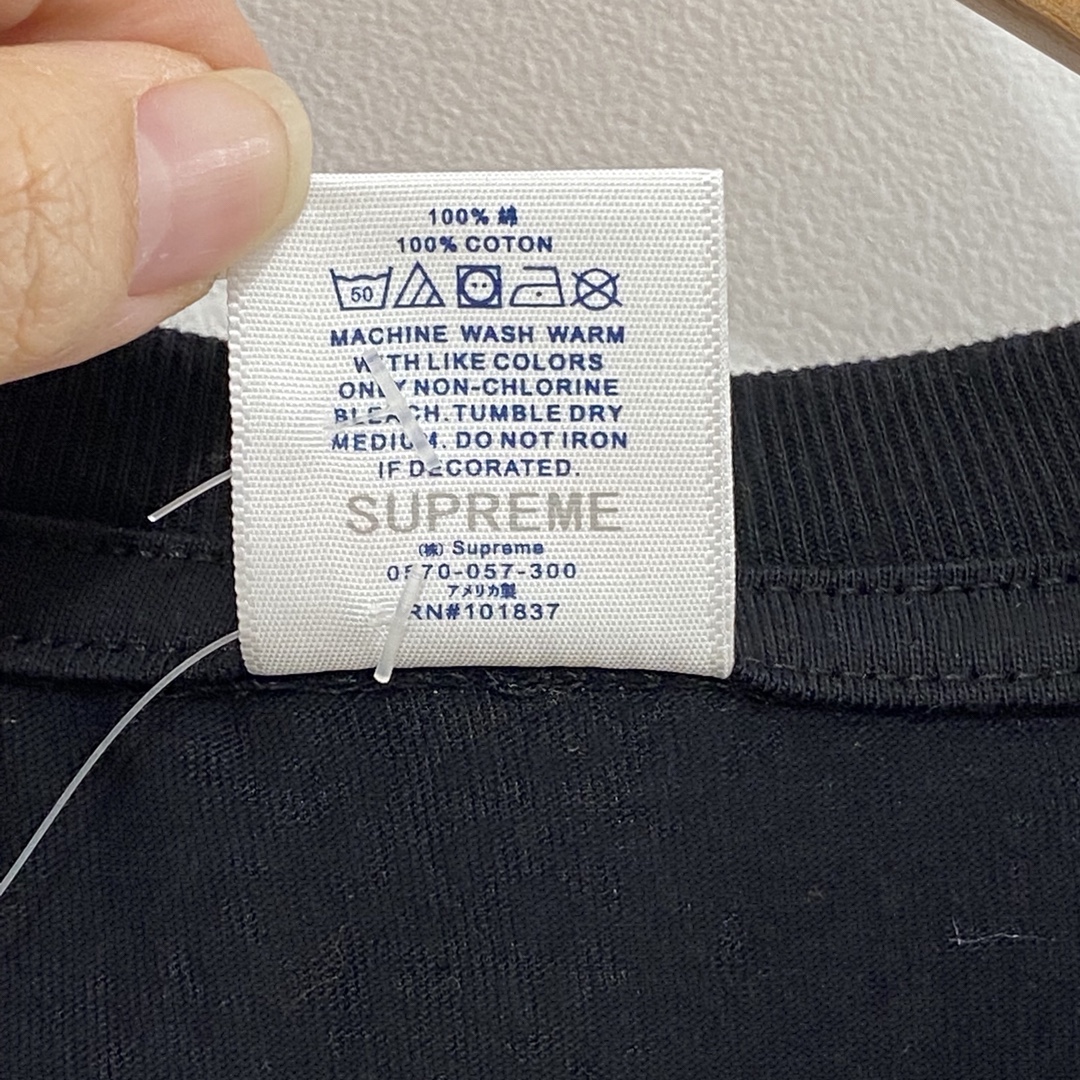 100% 綿
100% COTON
50
MACHINE WASH WARM
WITH LIKE COLORS
ONLY NON-CHLORINE
BLEACH. TUMBLE DRY
MEDIUM. DO NOT IRON
IF DECORATED.
SUPREME
(株) Supreme
0570-057-300
アメリカ製
RN#101837